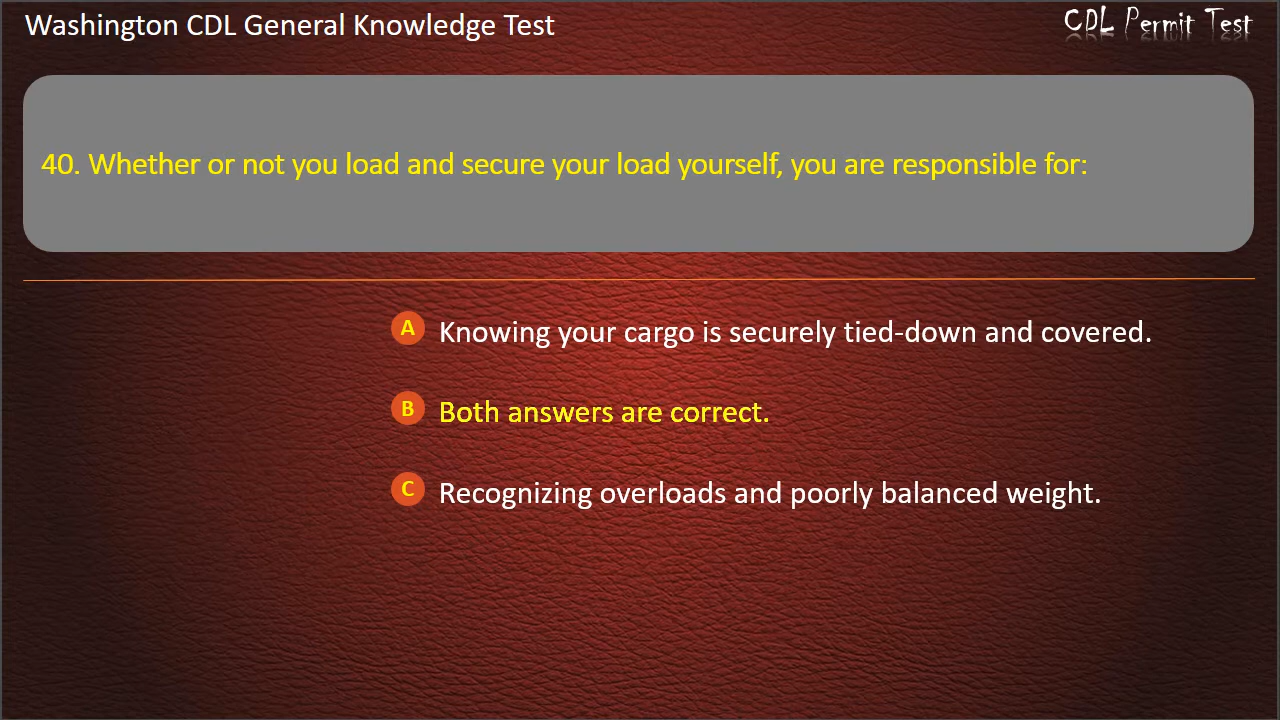 Washington CDL General Knowledge Test
CDL Permit Test
40. Whether or not you load and secure your load yourself, you are responsible for:
A Knowing your cargo is securely tied-down and covered.
B Both answers are correct.
C Recognizing overloads and poorly balanced weight.